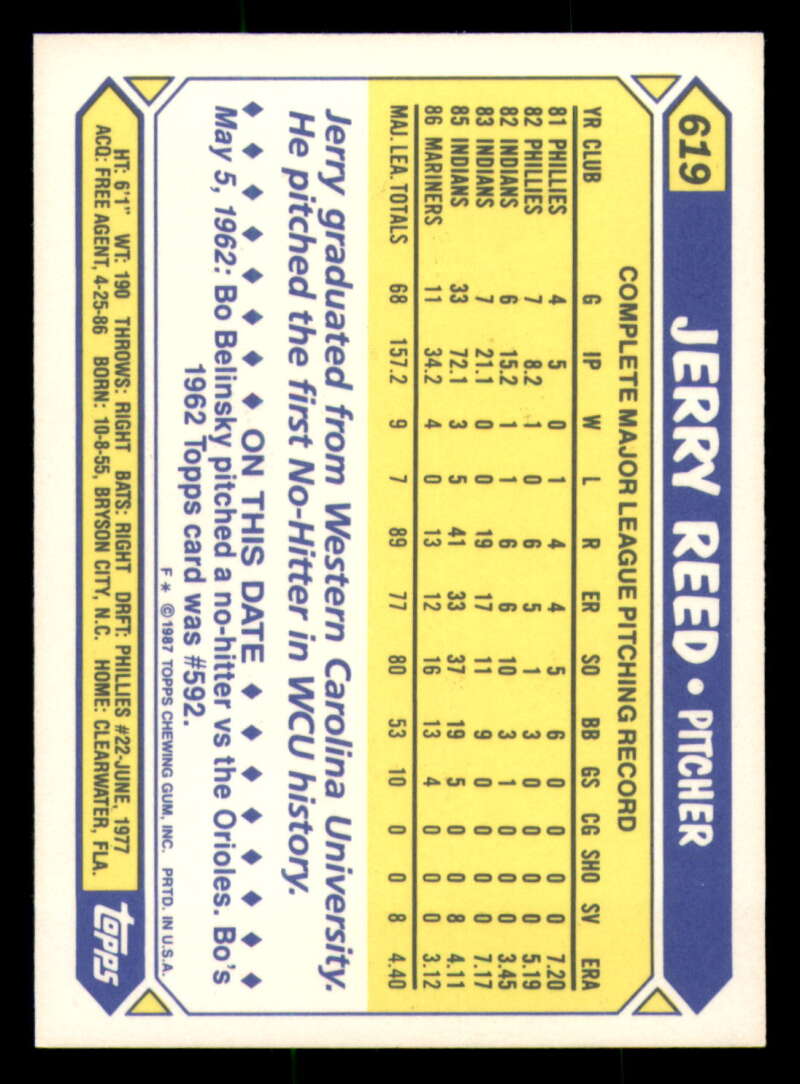 619 JERRY REED • PITCHER
COMPLETE MAJOR LEAGUE PITCHING RECORD
YR CLUB G IP W L R ER SO BB GS CG SHO SV ERA
81 PHILLIES 4 5 0 1 4 4 5 6 0 0 0 0 7.20
82 PHILLIES 7 8.2 1 0 6 5 1 3 0 0 0 0 5.19
82 INDIANS 6 15.2 1 1 6 6 10 3 1 0 0 0 3.45
83 INDIANS 7 21.1 0 0 19 17 11 9 0 0 0 0 7.17
85 INDIANS 33 72.1 3 5 41 33 37 19 5 0 0 8 4.11
86 MARINERS 11 34.2 4 0 13 12 16 13 4 0 0 0 3.12
MAJ. LEA. TOTALS 68 157.2 9 7 89 77 80 53 10 0 0 8 4.40
Jerry graduated from Western Carolina University.
He pitched the first No-Hitter in WCU history.
◆ ◆ ◆ ◆ ◆ ◆ ◆ ◆ ON THIS DATE ◆ ◆ ◆ ◆ ◆ ◆ ◆ ◆
May 5, 1962: Bo Belinsky pitched a no-hitter vs the Orioles. Bo's
1962 Topps card was #592.
F * ©1987 TOPPS CHEWING GUM, INC. PRTD. IN U.S.A.
HT: 6'1" WT: 190 THROWS: RIGHT BATS: RIGHT DRFT: PHILLIES #22-JUNE, 1977
ACQ: FREE AGENT, 4-25-86 BORN: 10-8-55, BRYSON CITY, N.C. HOME: CLEARWATER, FLA.
topps